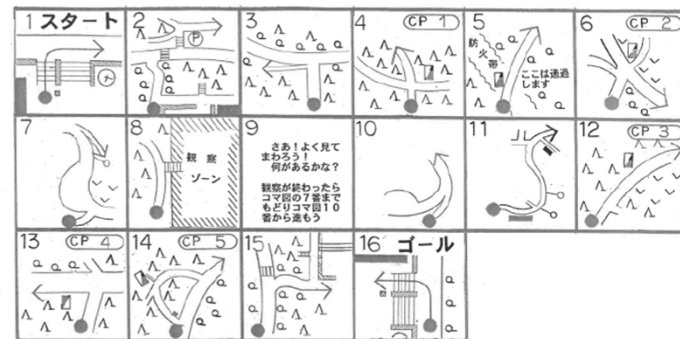 1 スタート
2
P
3
4 CP 1
5
防火帯
ここは通過
します
6 CP 2
7
8
観察
ゾーン
9
さあ！よく見て
まわろう！
何があるかな？
観察が終わったら
コマ図の７番まで
もどりコマ図１０
番から進もう
10
11
12 CP 3
13 CP 4
14 CP 5
15
16 ゴール